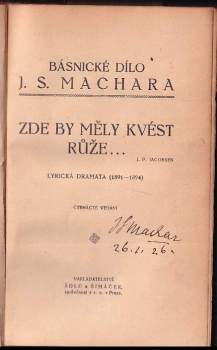 BÁSNICKÉ DÍLO
J. S. MACHARA
ZDE BY MĚLY KVÉST
RŮŽE...
J. P. JACOBSEN
LYRICKÁ DRAMATA (1891—1894)
ČTRNÁCTÉ VYDÁNÍ
JSMachar
26.II.26.
NAKLADATELSTVÍ
ŠOLC a ŠIMÁČEK,
společnost s r. o. v Praze.